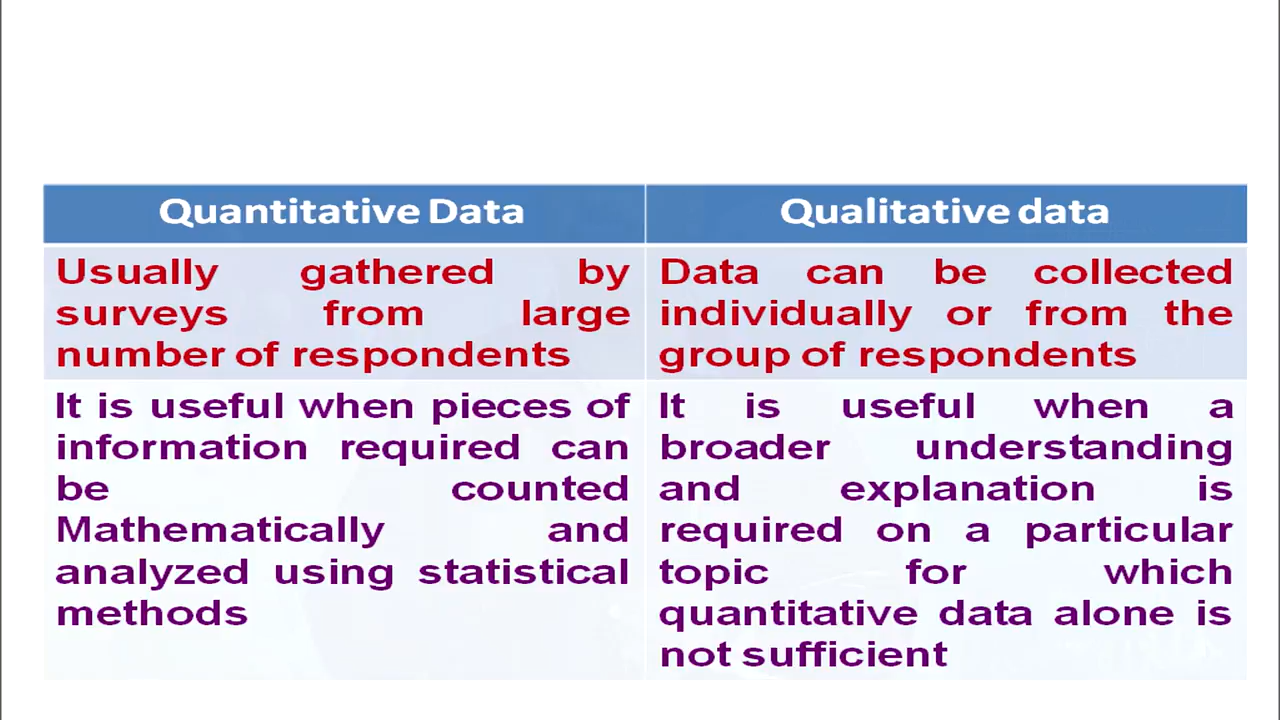 Quantitative Data
Qualitative data
Usually gathered by
surveys from large
number of respondents
Data can be collected
individually or from the
group of respondents
It is useful when pieces of
information required can
be counted
Mathematically and
analyzed using statistical
methods
It is useful when a
broader understanding
and explanation is
required on a particular
topic for which
quantitative data alone is
not sufficient